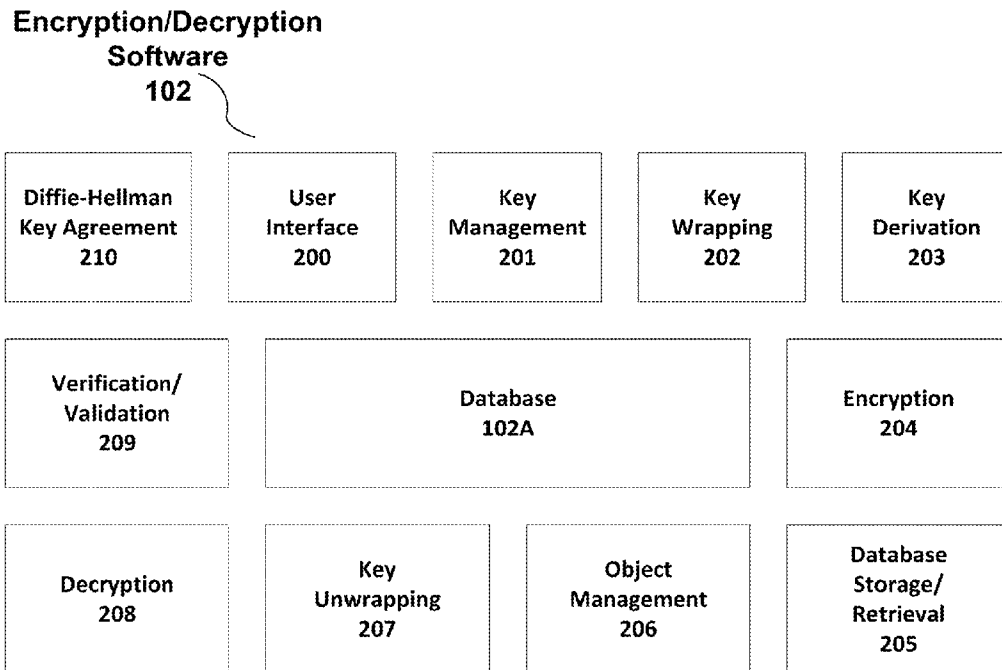 Encryption/Decryption
Software
102
Diffie-Hellman
Key Agreement
210
User
Interface
200
Key
Management
201
Key
Wrapping
202
Key
Derivation
203
Verification/
Validation
209
Database
102A
Encryption
204
Decryption
208
Key
Unwrapping
207
Object
Management
206
Database
Storage/
Retrieval
205